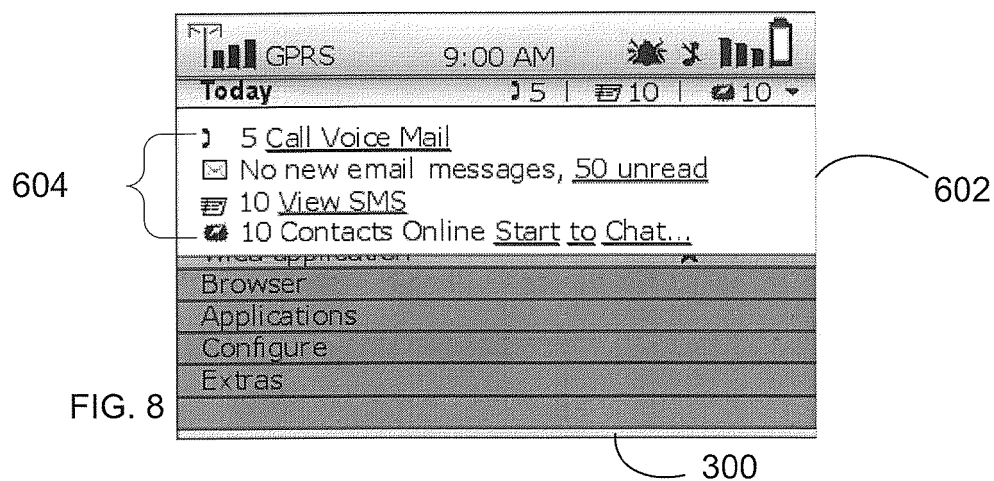 GPRS 9:00 AM
Today 5 | 10 | 10
5 Call Voice Mail
No new email messages, 50 unread
10 View SMS
10 Contacts Online Start to Chat...
application
Browser
Applications
Configure
Extras
604
602
FIG. 8
300